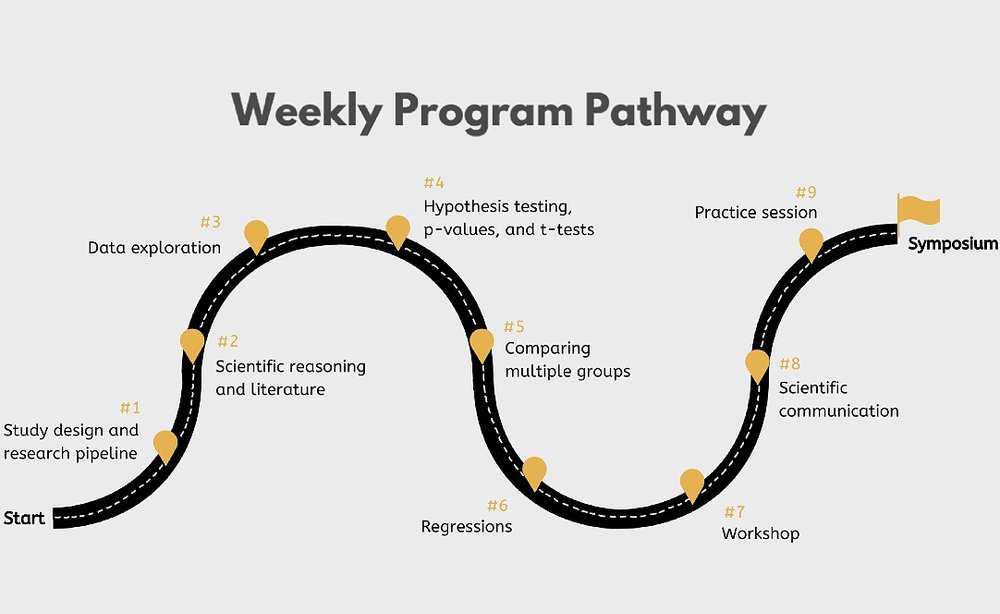 Weekly Program Pathway
Start
#1
Study design and
research pipeline
#2
Scientific reasoning
and literature
#3
Data exploration
#4
Hypothesis testing,
p-values, and t-tests
#5
Comparing
multiple groups
#6
Regressions
#7
Workshop
#8
Scientific
communication
#9
Practice session
Symposium